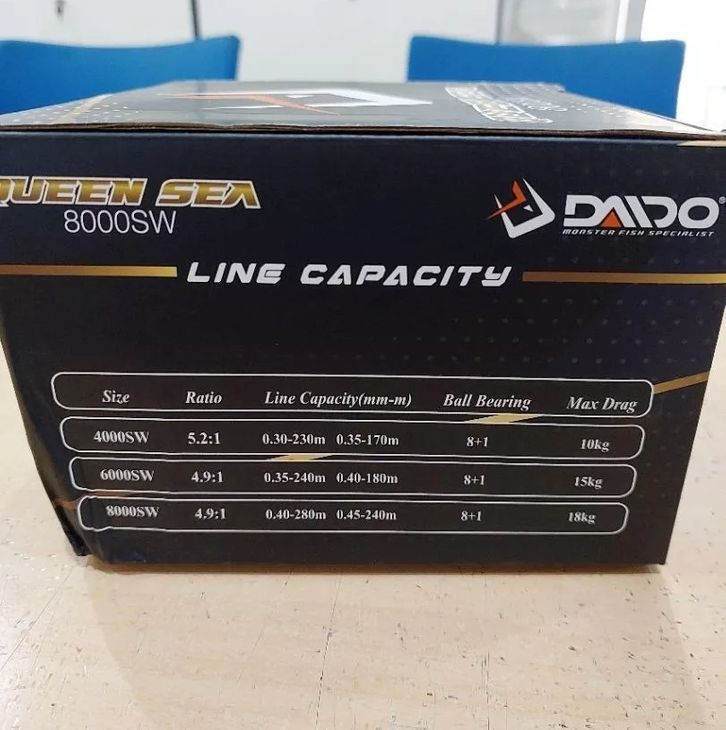 QUEEN SEA
8000SW
DAIDO®
MONSTER FISH SPECIALIST
LINE CAPACITY
Size Ratio Line Capacity(mm-m) Ball Bearing Max Drag
4000SW 5.2:1 0.30-230m 0.35-170m 8+1 10kg
6000SW 4.9:1 0.35-240m 0.40-180m 8+1 15kg
8000SW 4.9:1 0.40-280m 0.45-240m 8+1 18kg